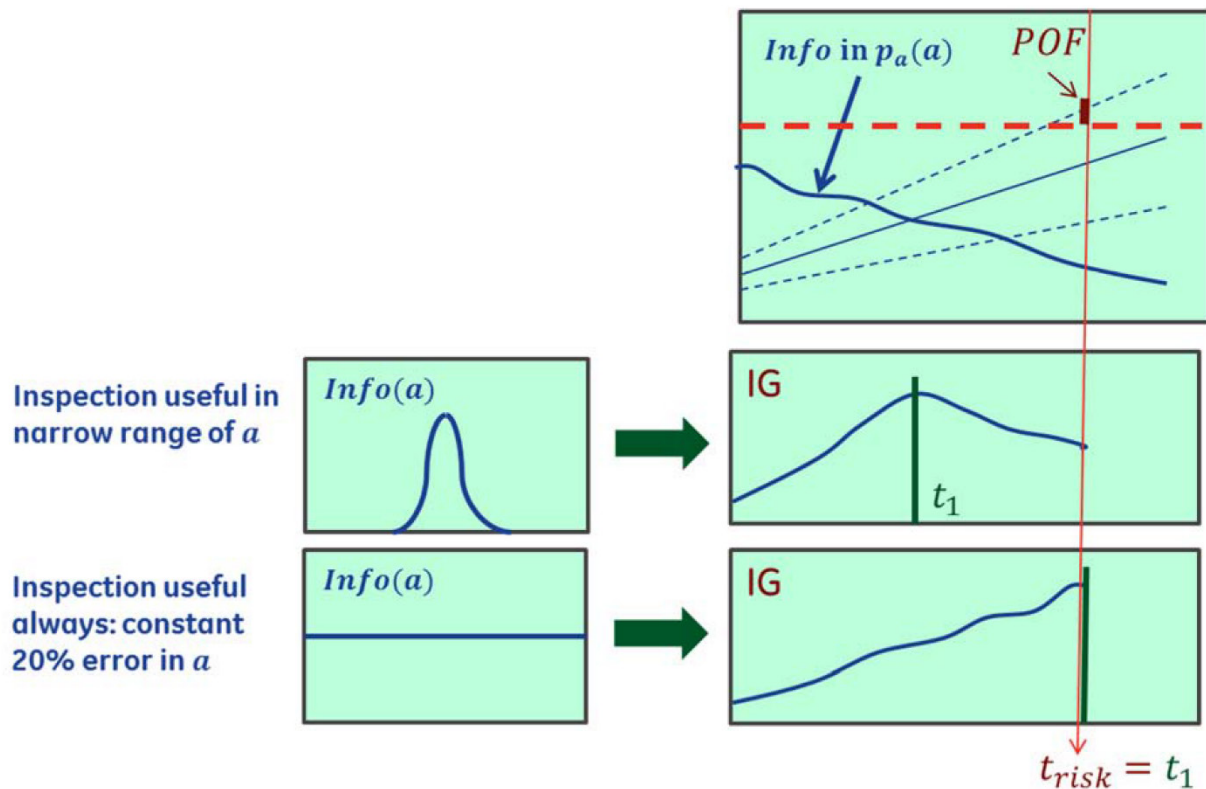 Info in pₐ(a)
POF
Inspection useful in
narrow range of a
Info(a)
IG
t₁
Inspection useful
always: constant
20% error in a
Info(a)
IG
t_risk = t₁